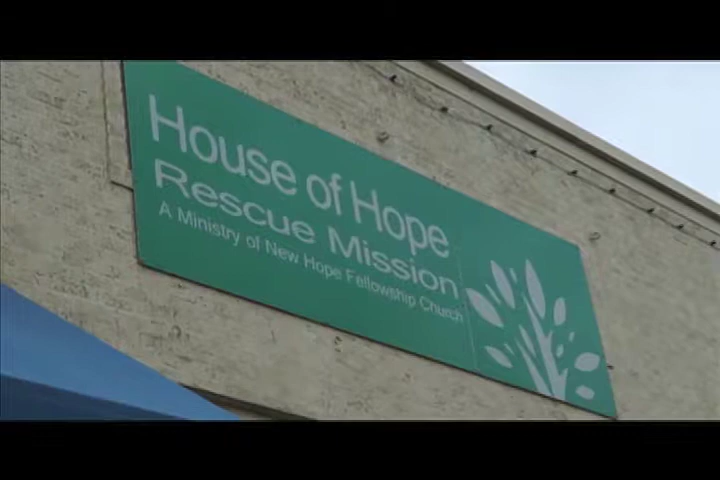 House of Hope
Rescue Mission
A Ministry of New Hope Fellowship Church